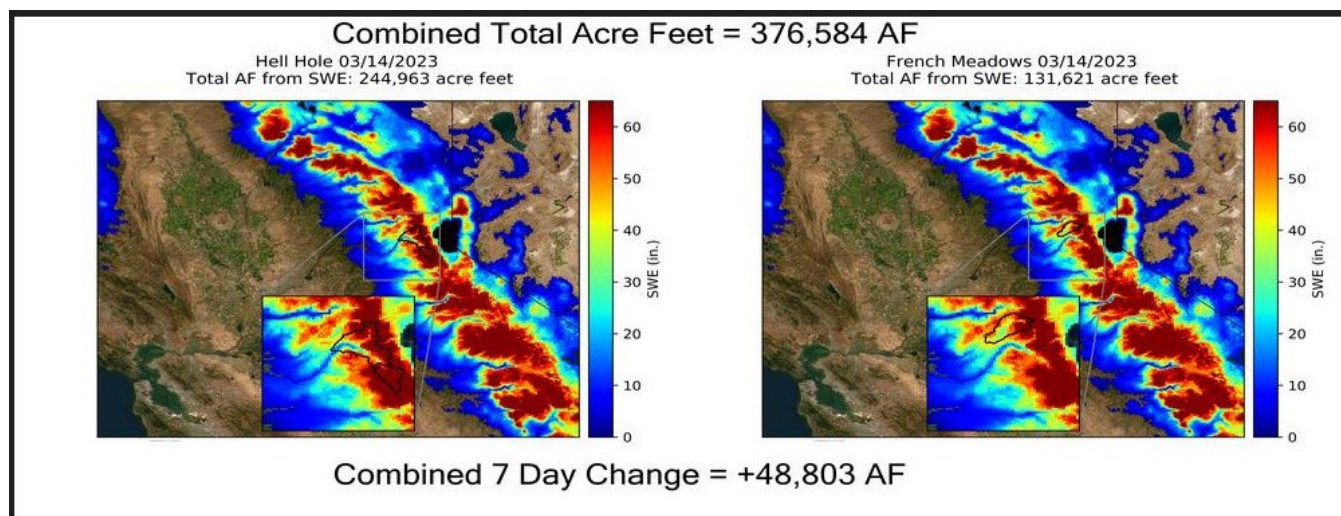 Combined Total Acre Feet = 376,584 AF
Hell Hole 03/14/2023
Total AF from SWE: 244,963 acre feet
60
50
40
30
20
10
0
SWE (in.)
French Meadows 03/14/2023
Total AF from SWE: 131,621 acre feet
60
50
40
30
20
10
0
SWE (in.)
Combined 7 Day Change = +48,803 AF